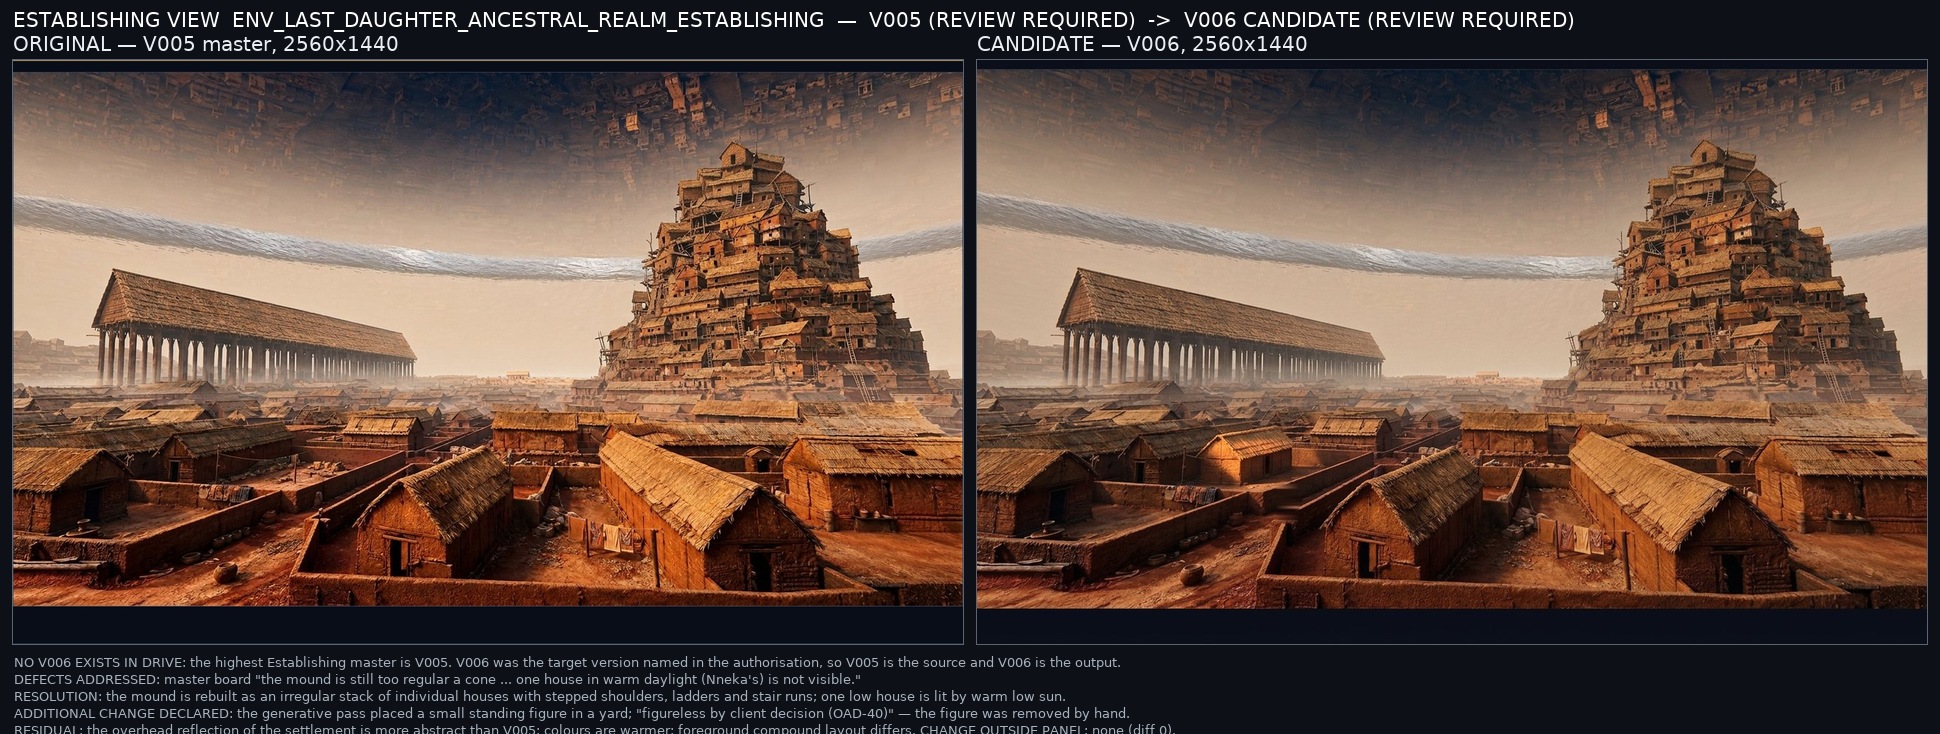 ESTABLISHING VIEW  ENV_LAST_DAUGHTER_ANCESTRAL_REALM_ESTABLISHING  —  V005 (REVIEW REQUIRED)  ->  V006 CANDIDATE (REVIEW REQUIRED)
ORIGINAL — V005 master, 2560x1440
CANDIDATE — V006, 2560x1440
NO V006 EXISTS IN DRIVE: the highest Establishing master is V005. V006 was the target version named in the authorisation, so V005 is the source and V006 is the output.
DEFECTS ADDRESSED: master board "the mound is still too regular a cone ... one house in warm daylight (Nneka's) is not visible."
RESOLUTION: the mound is rebuilt as an irregular stack of individual houses with stepped shoulders, ladders and stair runs; one low house is lit by warm low sun.
ADDITIONAL CHANGE DECLARED: the generative pass placed a small standing figure in a yard; "figureless by client decision (OAD-40)" — the figure was removed by hand.
RESIDUAL: the overhead reflection of the settlement is more abstract than V005; colours are warmer; foreground compound layout differs. CHANGE OUTSIDE PANEL: none (diff 0).